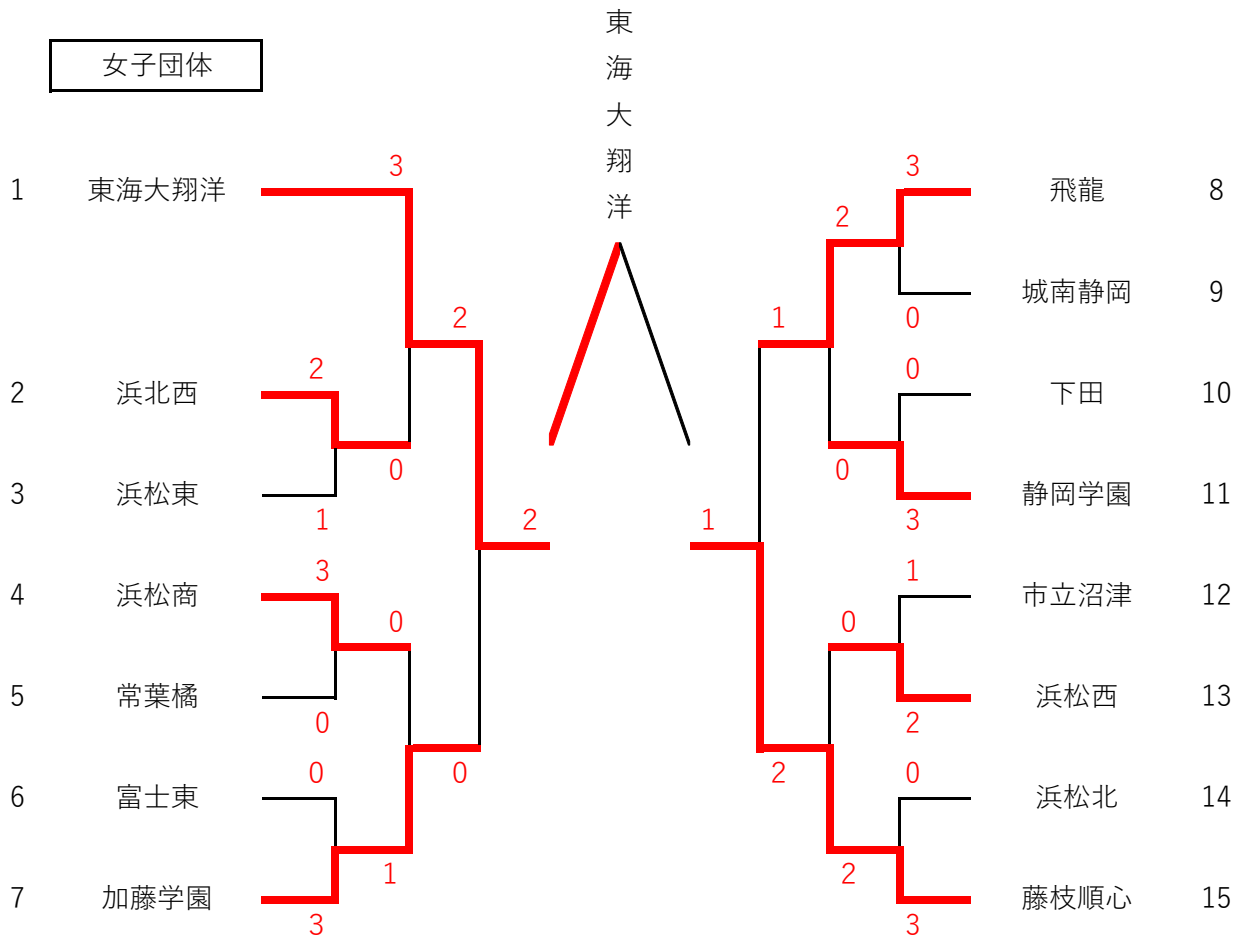 女子団体
東海大翔洋
3
3
1 東海大翔洋
飛龍 8
2
城南静岡 9
2
1
0
2
0
2 浜北西
下田 10
0
0
3 浜松東
静岡学園 11
1
2
1
3
3
1
4 浜松商
市立沼津 12
0
0
5 常葉橘
浜松西 13
0
2
0
0
2
0
6 富士東
浜松北 14
1
2
7 加藤学園
藤枝順心 15
3
3